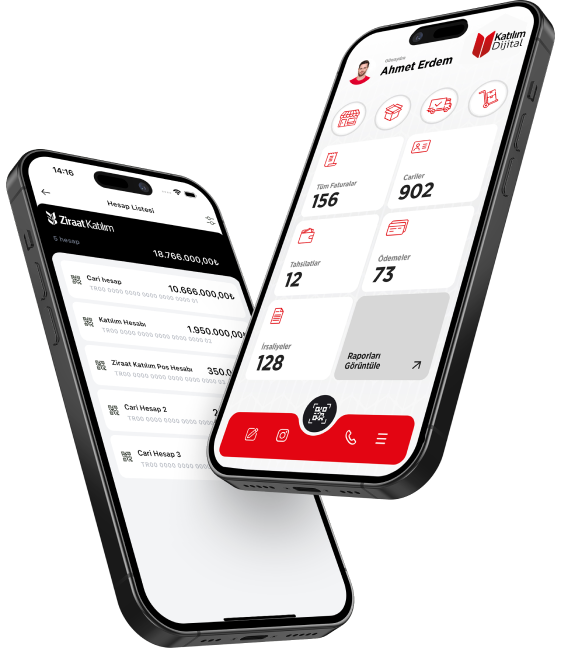 14:16
Hesap Listesi
Ziraat Katılım
5 hesap
18.766.000,00₺
Cari hesap
10.666.000,00₺
TR00 0000 0000 0000 0000 0000 01
Katılım Hesabı
1.950.000,00₺
TR00 0000 0000 0000 0000 0000 02
Ziraat Katılım Pos Hesabı
350.0
TR00 0000 0000 0000 0000 0000 03
Cari Hesap 2
2
TR00 0000 0000 0000 0000
Cari Hesap 3
TR00 0000 0000 0000
Ahmet Erdem
Katılım
Dijital
Tüm Faturalar
156
Cariler
902
Tahsilatlar
12
Ödemeler
73
İrsaliyeler
128
Raporları
Görüntüle